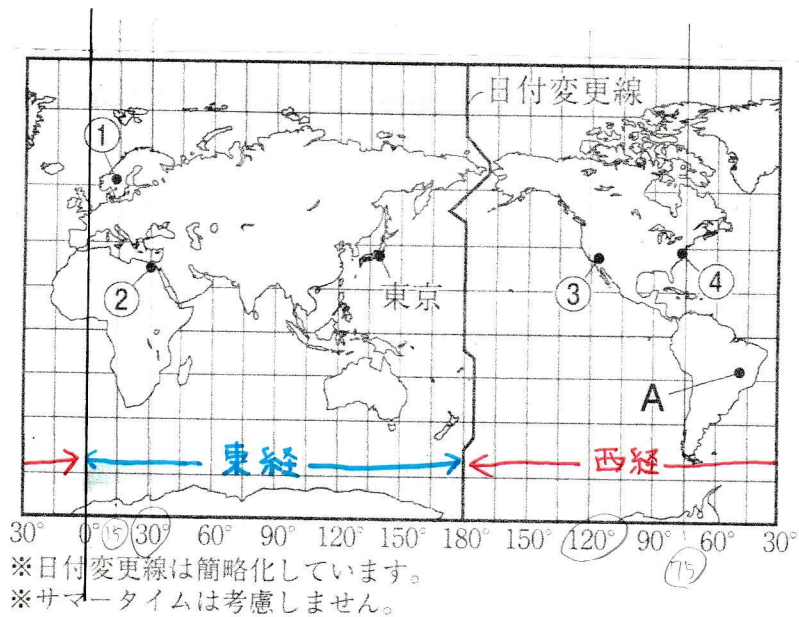 日付変更線
①
②
東京
③
④
A
東経
西経
30° 0° 15 30° 60° 90° 120° 150° 180° 150° 120° 90° 60° 30°
75
※日付変更線は簡略化しています。
※サマータイムは考慮しません。